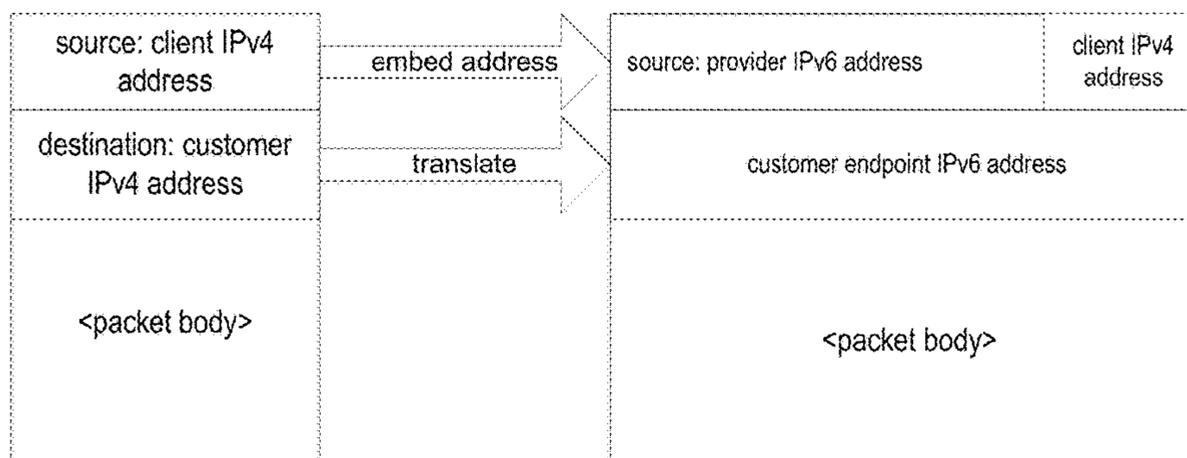 source: client IPv4
address
embed address
source: provider IPv6 address
client IPv4
address
destination: customer
IPv4 address
translate
customer endpoint IPv6 address
<packet body>
<packet body>